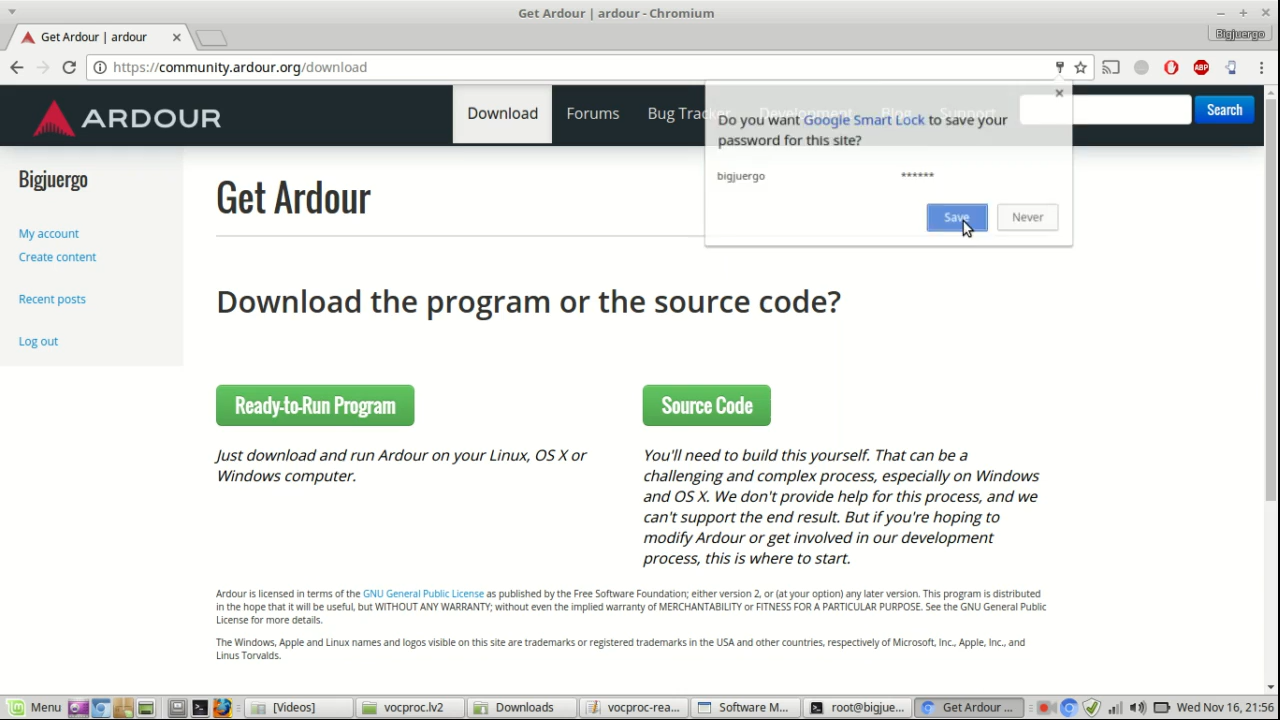 Get Ardour | ardour - Chromium
Get Ardour | ardour
Bigjuergo
https://community.ardour.org/download
ABP
ARDOUR
Download
Forums
Bug Tracker
Development
Blog
Support
Search
Do you want Google Smart Lock to save your
password for this site?
bigjuergo
******
Save
Never
Bigjuergo
My account
Create content
Recent posts
Log out
Get Ardour
Download the program or the source code?
Ready-to-Run Program
Just download and run Ardour on your Linux, OS X or
Windows computer.
Source Code
You'll need to build this yourself. That can be a
challenging and complex process, especially on Windows
and OS X. We don't provide help for this process, and we
can't support the end result. But if you're hoping to
modify Ardour or get involved in our development
process, this is where to start.
Ardour is licensed in terms of the GNU General Public License as published by the Free Software Foundation; either version 2, or (at your option) any later version. This program is distributed
in the hope that it will be useful, but WITHOUT ANY WARRANTY; without even the implied warranty of MERCHANTABILITY or FITNESS FOR A PARTICULAR PURPOSE. See the GNU General Public
License for more details.
The Windows, Apple and Linux names and logos visible on this site are trademarks or registered trademarks in the USA and other countries, respectively of Microsoft, Inc., Apple, Inc., and
Linus Torvalds.
Menu
[Videos]
vocproc.lv2
Downloads
vocproc-rea...
Software M...
root@bigjue...
Get Ardour ...
Wed Nov 16, 21:56